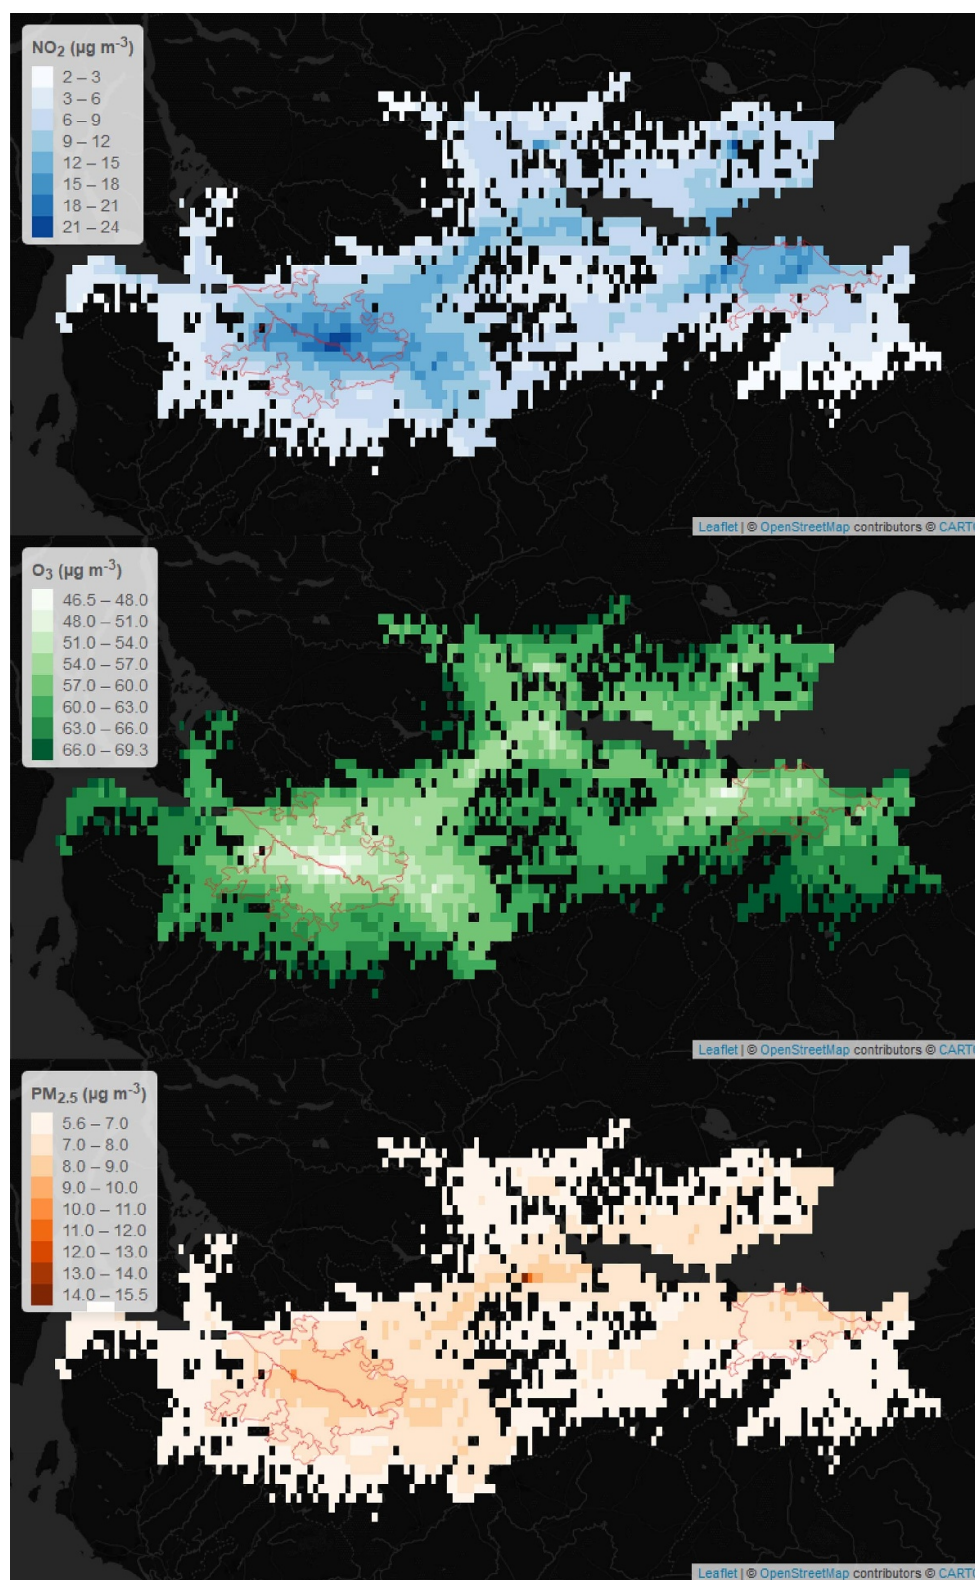 NO2 (µg m-3)
2 – 3
3 – 6
6 – 9
9 – 12
12 – 15
15 – 18
18 – 21
21 – 24
Leaflet | © OpenStreetMap contributors © CARTO
O3 (µg m-3)
46.5 – 48.0
48.0 – 51.0
51.0 – 54.0
54.0 – 57.0
57.0 – 60.0
60.0 – 63.0
63.0 – 66.0
66.0 – 69.3
Leaflet | © OpenStreetMap contributors © CARTO
PM2.5 (µg m-3)
5.6 – 7.0
7.0 – 8.0
8.0 – 9.0
9.0 – 10.0
10.0 – 11.0
11.0 – 12.0
12.0 – 13.0
13.0 – 14.0
14.0 – 15.5
Leaflet | © OpenStreetMap contributors © CARTO